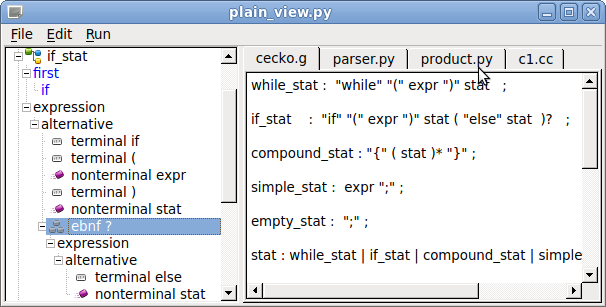 plain_view.py
File Edit Run
if_stat
first
if
expression
alternative
terminal if
terminal (
nonterminal expr
terminal )
nonterminal stat
ebnf ?
expression
alternative
terminal else
nonterminal stat
cecko.g parser.py product.py c1.cc
while_stat : "while" "(" expr ")" stat ;
if_stat : "if" "(" expr ")" stat ( "else" stat )? ;
compound_stat : "{" ( stat )* "}" ;
simple_stat : expr ";" ;
empty_stat : ";" ;
stat : while_stat | if_stat | compound_stat | simple